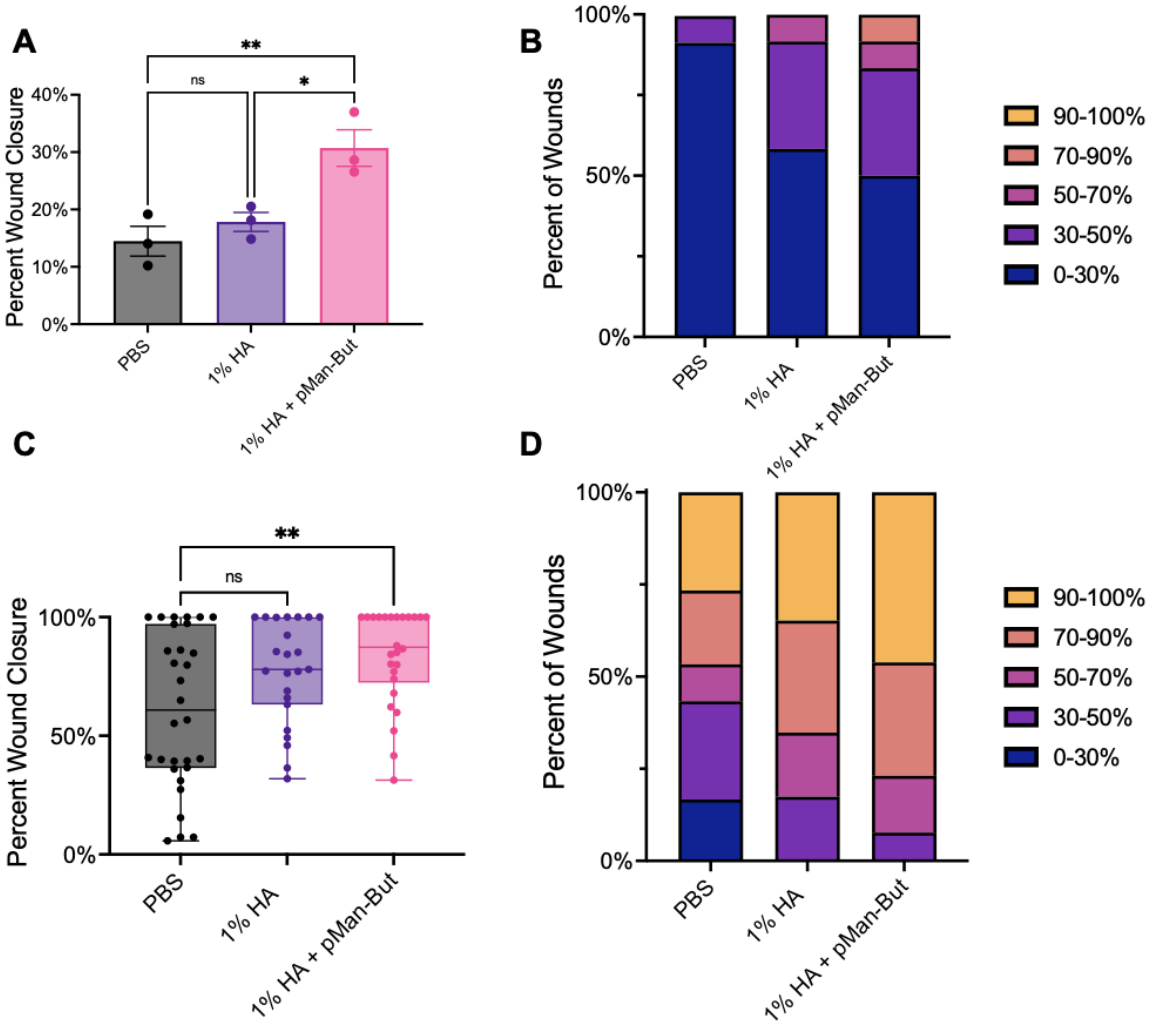 A
**
ns
*
Percent Wound Closure
40%
30%
20%
10%
0%
PBS
1% HA
1% HA + pMan-But
B
Percent of Wounds
100%
50%
0%
PBS
1% HA
1% HA + pMan-But
90-100%
70-90%
50-70%
30-50%
0-30%
C
**
ns
Percent Wound Closure
100%
50%
0%
PBS
1% HA
1% HA + pMan-But
D
Percent of Wounds
100%
50%
0%
PBS
1% HA
1% HA + pMan-But
90-100%
70-90%
50-70%
30-50%
0-30%